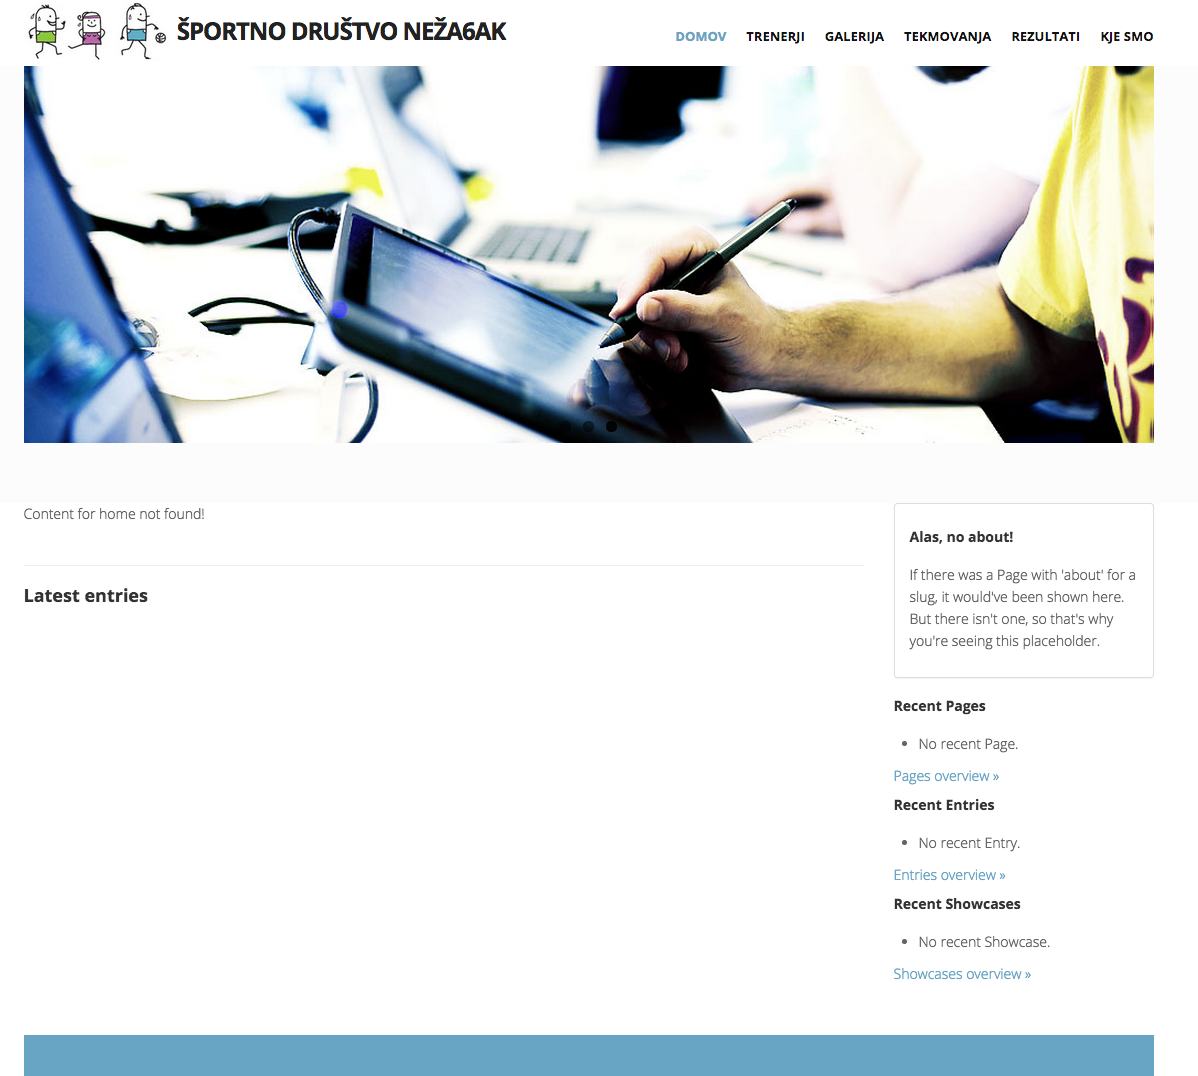 ŠPORTNO DRUŠTVO NEŽA6AK
DOMOV TRENERJI GALERIJA TEKMOVANJA REZULTATI KJE SMO
Content for home not found!
Latest entries
Alas, no about!
If there was a Page with 'about' for a
slug, it would've been shown here.
But there isn't one, so that's why
you're seeing this placeholder.
Recent Pages
• No recent Page.
Pages overview »
Recent Entries
• No recent Entry.
Entries overview »
Recent Showcases
• No recent Showcase.
Showcases overview »